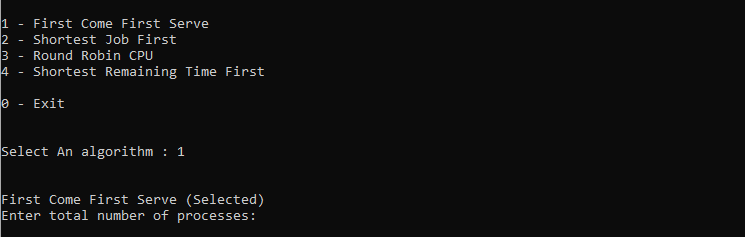 1 - First Come First Serve
2 - Shortest Job First
3 - Round Robin CPU
4 - Shortest Remaining Time First
0 - Exit
Select An algorithm : 1
First Come First Serve (Selected)
Enter total number of processes: